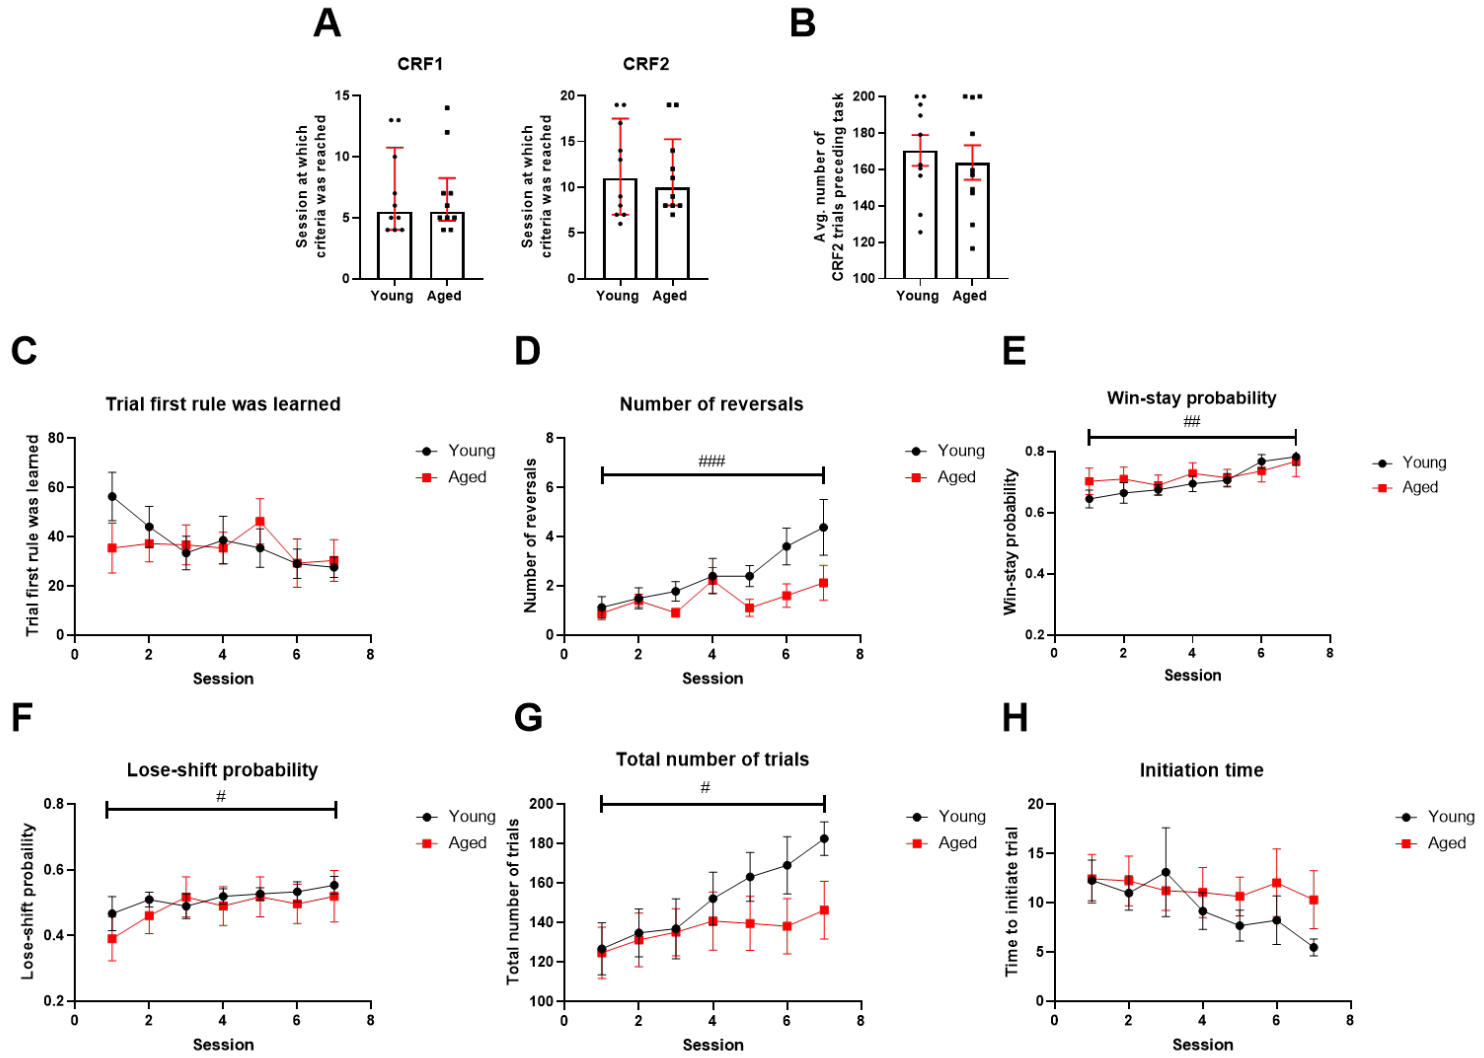 A
B
CRF1
CRF2
Session at which
criteria was reached
15
10
5
0
Young
Aged
Session at which
criteria was reached
20
15
10
5
0
Young
Aged
Avg. number of
CRF2 trials preceding task
200
180
160
140
120
100
Young
Aged
C
Trial first rule was learned
Trial first rule was learned
80
60
40
20
0
0 2 4 6 8
Session
Young
Aged
D
Number of reversals
###
Number of reversals
8
6
4
2
0
0 2 4 6 8
Session
Young
Aged
E
Win-stay probability
##
Win-stay probability
0.8
0.6
0.4
0.2
0 2 4 6 8
Session
Young
Aged
F
Lose-shift probability
#
Lose-shift probaility
0.8
0.6
0.4
0.2
0 2 4 6 8
Session
Young
Aged
G
Total number of trials
#
Total number of trials
200
180
160
140
120
100
0 2 4 6 8
Session
Young
Aged
H
Initiation time
Time to initiate trial
20
15
10
5
0
0 2 4 6 8
Session
Young
Aged